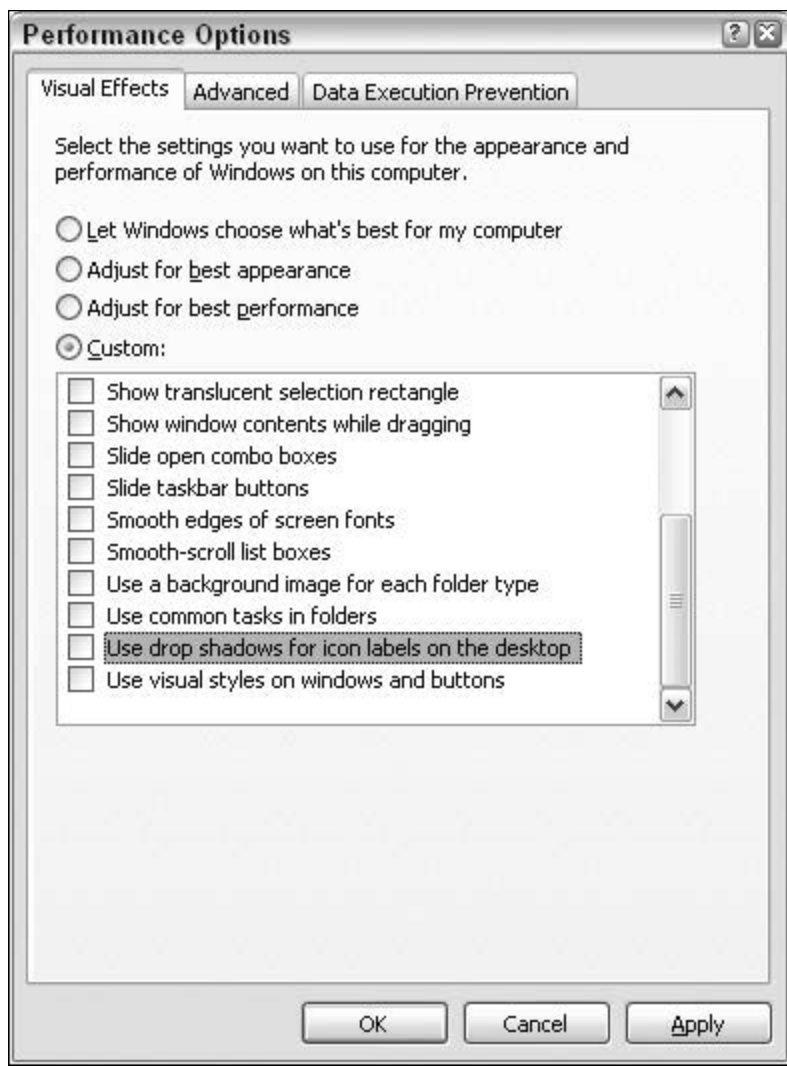 Performance Options
Visual Effects
Advanced
Data Execution Prevention
Select the settings you want to use for the appearance and
performance of Windows on this computer.
Let Windows choose what's best for my computer
Adjust for best appearance
Adjust for best performance
Custom:
Show translucent selection rectangle
Show window contents while dragging
Slide open combo boxes
Slide taskbar buttons
Smooth edges of screen fonts
Smooth-scroll list boxes
Use a background image for each folder type
Use common tasks in folders
Use drop shadows for icon labels on the desktop
Use visual styles on windows and buttons
OK
Cancel
Apply